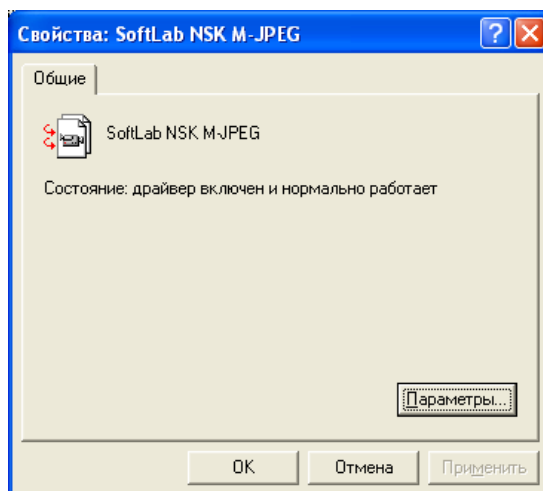 Свойства: SoftLab NSK M-JPEG
Общие
SoftLab NSK M-JPEG
Состояние: драйвер включен и нормально работает
Параметры...
OK Отмена Применить